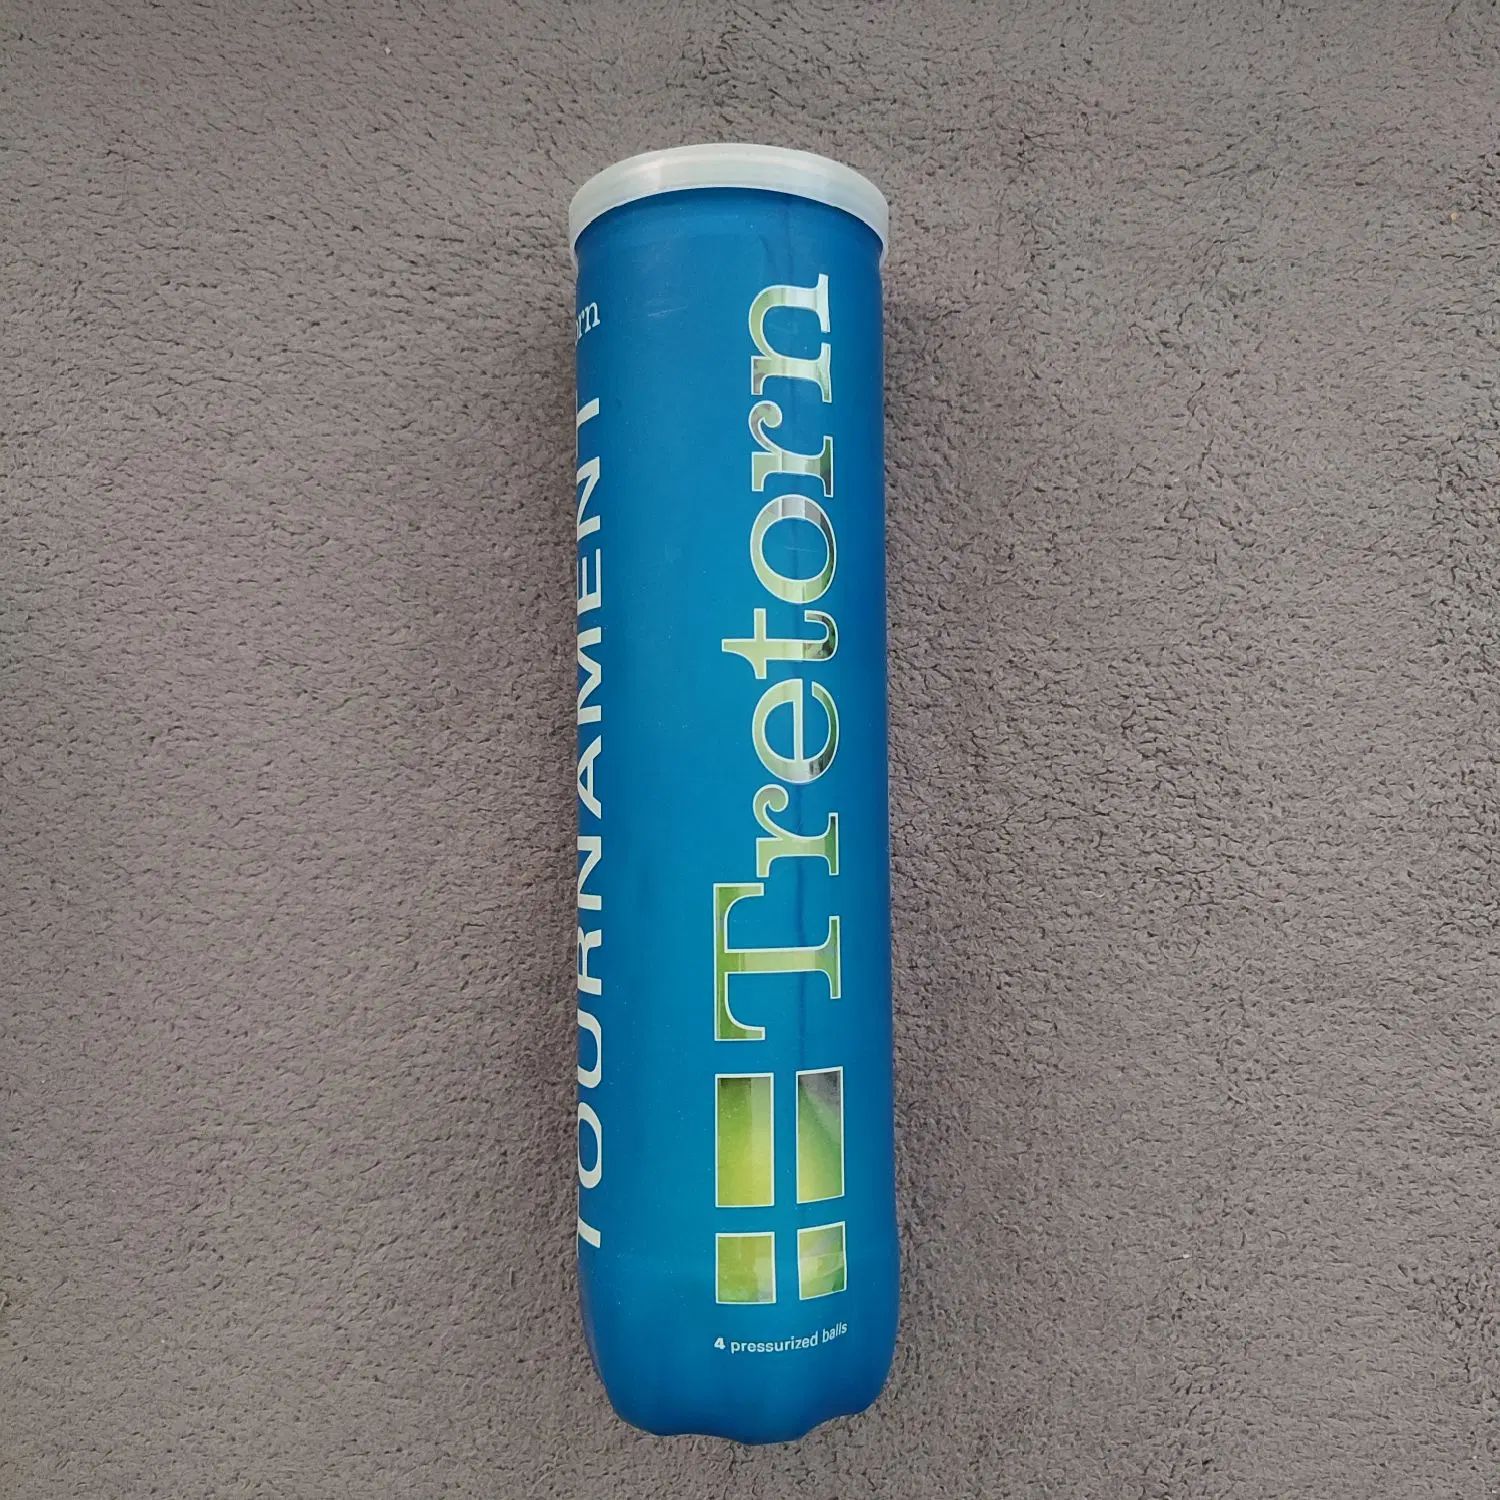 TOURNAMENT
Tretorn
4 pressurized balls